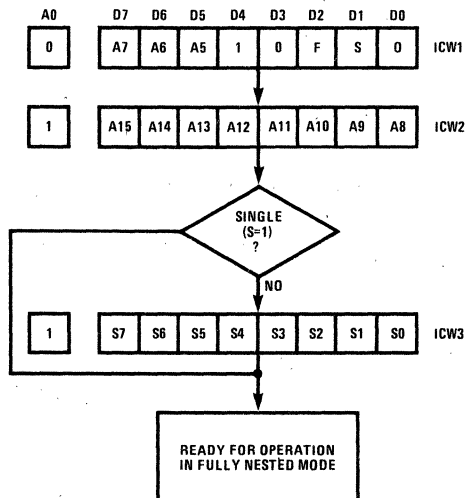 A0 D7 D6 D5 D4 D3 D2 D1 D0
0 A7 A6 A5 1 0 F S 0 ICW1
1 A15 A14 A13 A12 A11 A10 A9 A8 ICW2
SINGLE
(S=1)
?
NO
1 S7 S6 S5 S4 S3 S2 S1 S0 ICW3
READY FOR OPERATION
IN FULLY NESTED MODE